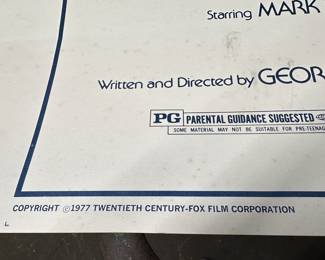 Starring MARK
Written and Directed by GEOR
PG PARENTAL GUIDANCE SUGGESTED
SOME MATERIAL MAY NOT BE SUITABLE FOR PRE-TEENAG
COPYRIGHT ©1977 TWENTIETH CENTURY-FOX FILM CORPORATION